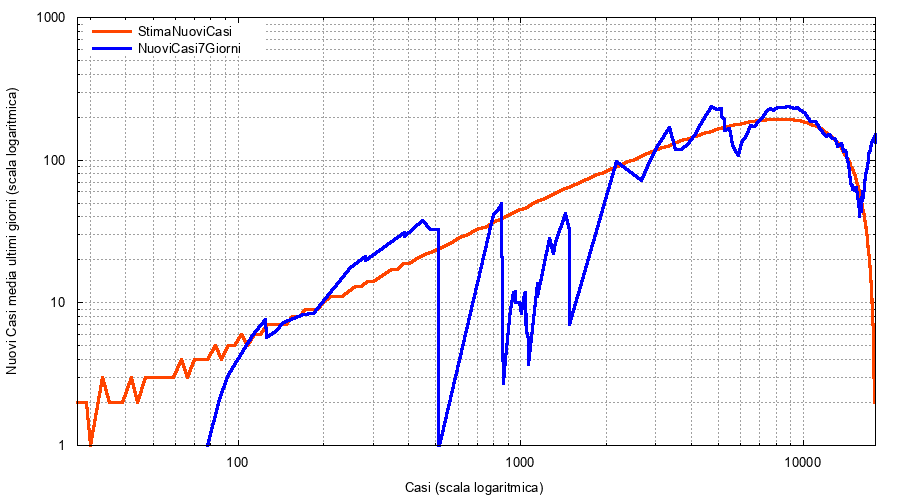 1000
StimaNuoviCasi
NuoviCasi7Giorni
Nuovi Casi media ultimi giorni (scala logaritmica)
100
10
1
100
1000
10000
Casi (scala logaritmica)